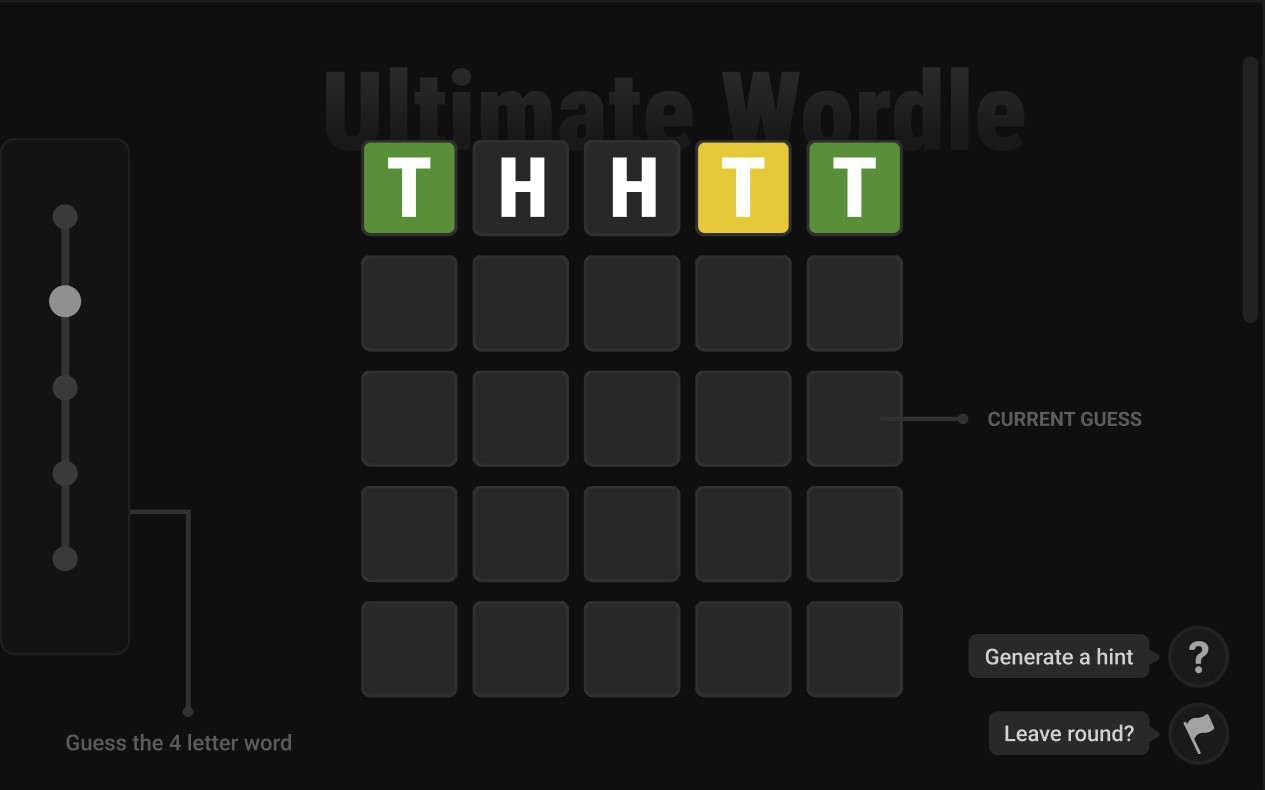 Ultimate Wordle
T H H T T
CURRENT GUESS
Generate a hint
?
Leave round?
Guess the 4 letter word